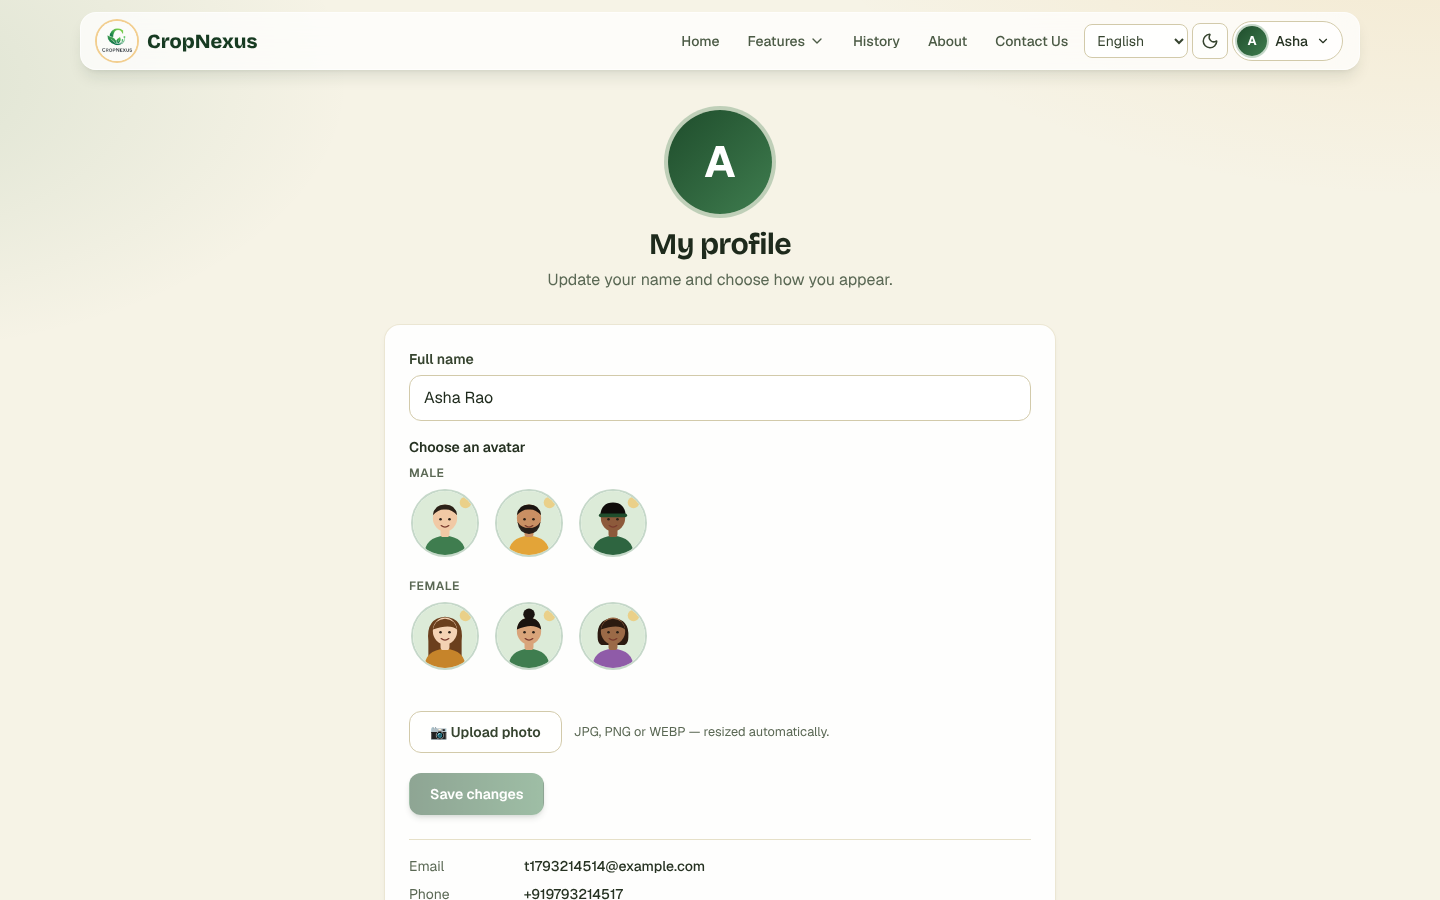 CROPNEXUS
CropNexus
Home
Features
History
About
Contact Us
English
A
Asha
A
My profile
Update your name and choose how you appear.
Full name
Asha Rao
Choose an avatar
MALE
FEMALE
Upload photo
JPG, PNG or WEBP — resized automatically.
Save changes
Email t1793214514@example.com
Phone +919793214517